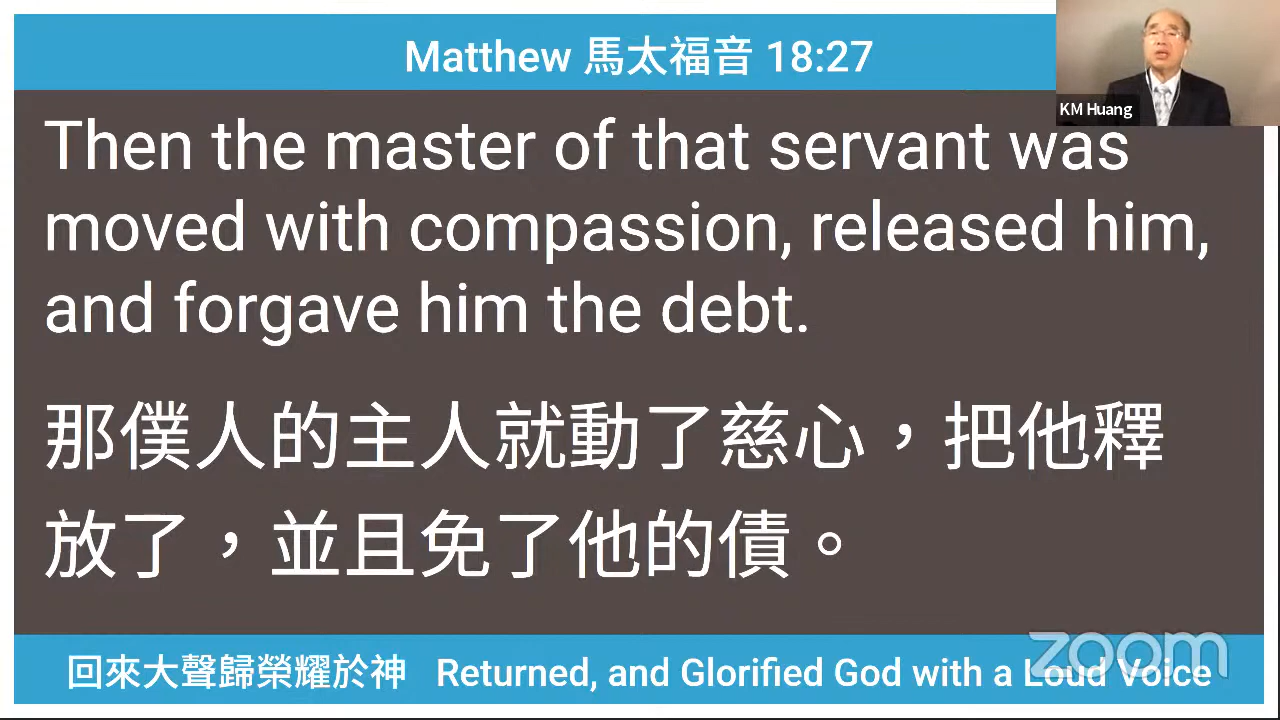 Matthew 馬太福音 18:27
KM Huang
Then the master of that servant was
moved with compassion, released him,
and forgave him the debt.
那僕人的主人就動了慈心，把他釋
放了，並且免了他的債。
zoom
回來大聲歸榮耀於神 Returned, and Glorified God with a Loud Voice